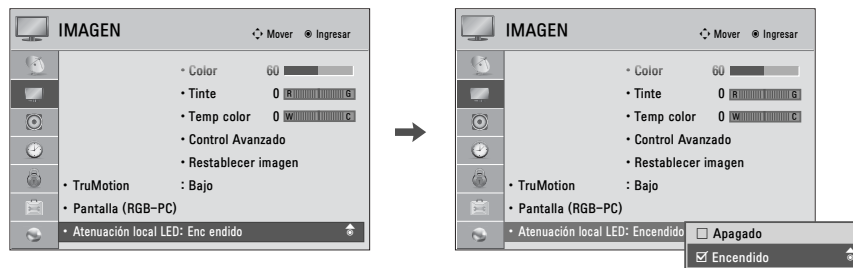 IMAGEN Mover Ingresar
• Color 60
• Tinte 0 R G
• Temp color 0 W C
• Control Avanzado
• Restablecer imagen
• TruMotion : Bajo
• Pantalla (RGB-PC)
• Atenuación local LED: Enc endido
IMAGEN Mover Ingresar
• Color 60
• Tinte 0 R G
• Temp color 0 W C
• Control Avanzado
• Restablecer imagen
• TruMotion : Bajo
• Pantalla (RGB-PC)
• Atenuación local LED: Encendido
☐ Apagado
☑ Encendido